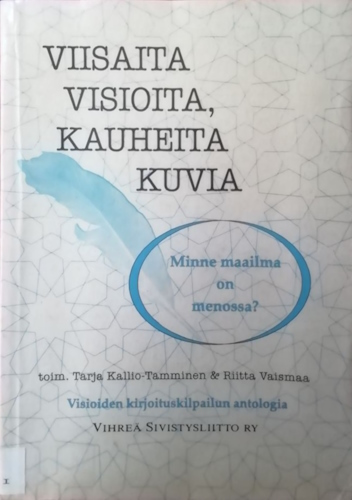 VIISAITA
VISIOITA,
KAUHEITA
KUVIA
Minne maailma
on
menossa?
toim. Tarja Kallio-Tamminen & Riitta Vaismaa
Visioiden kirjoituskilpailun antologia
VIHREÄ SIVISTYSLIITTO RY